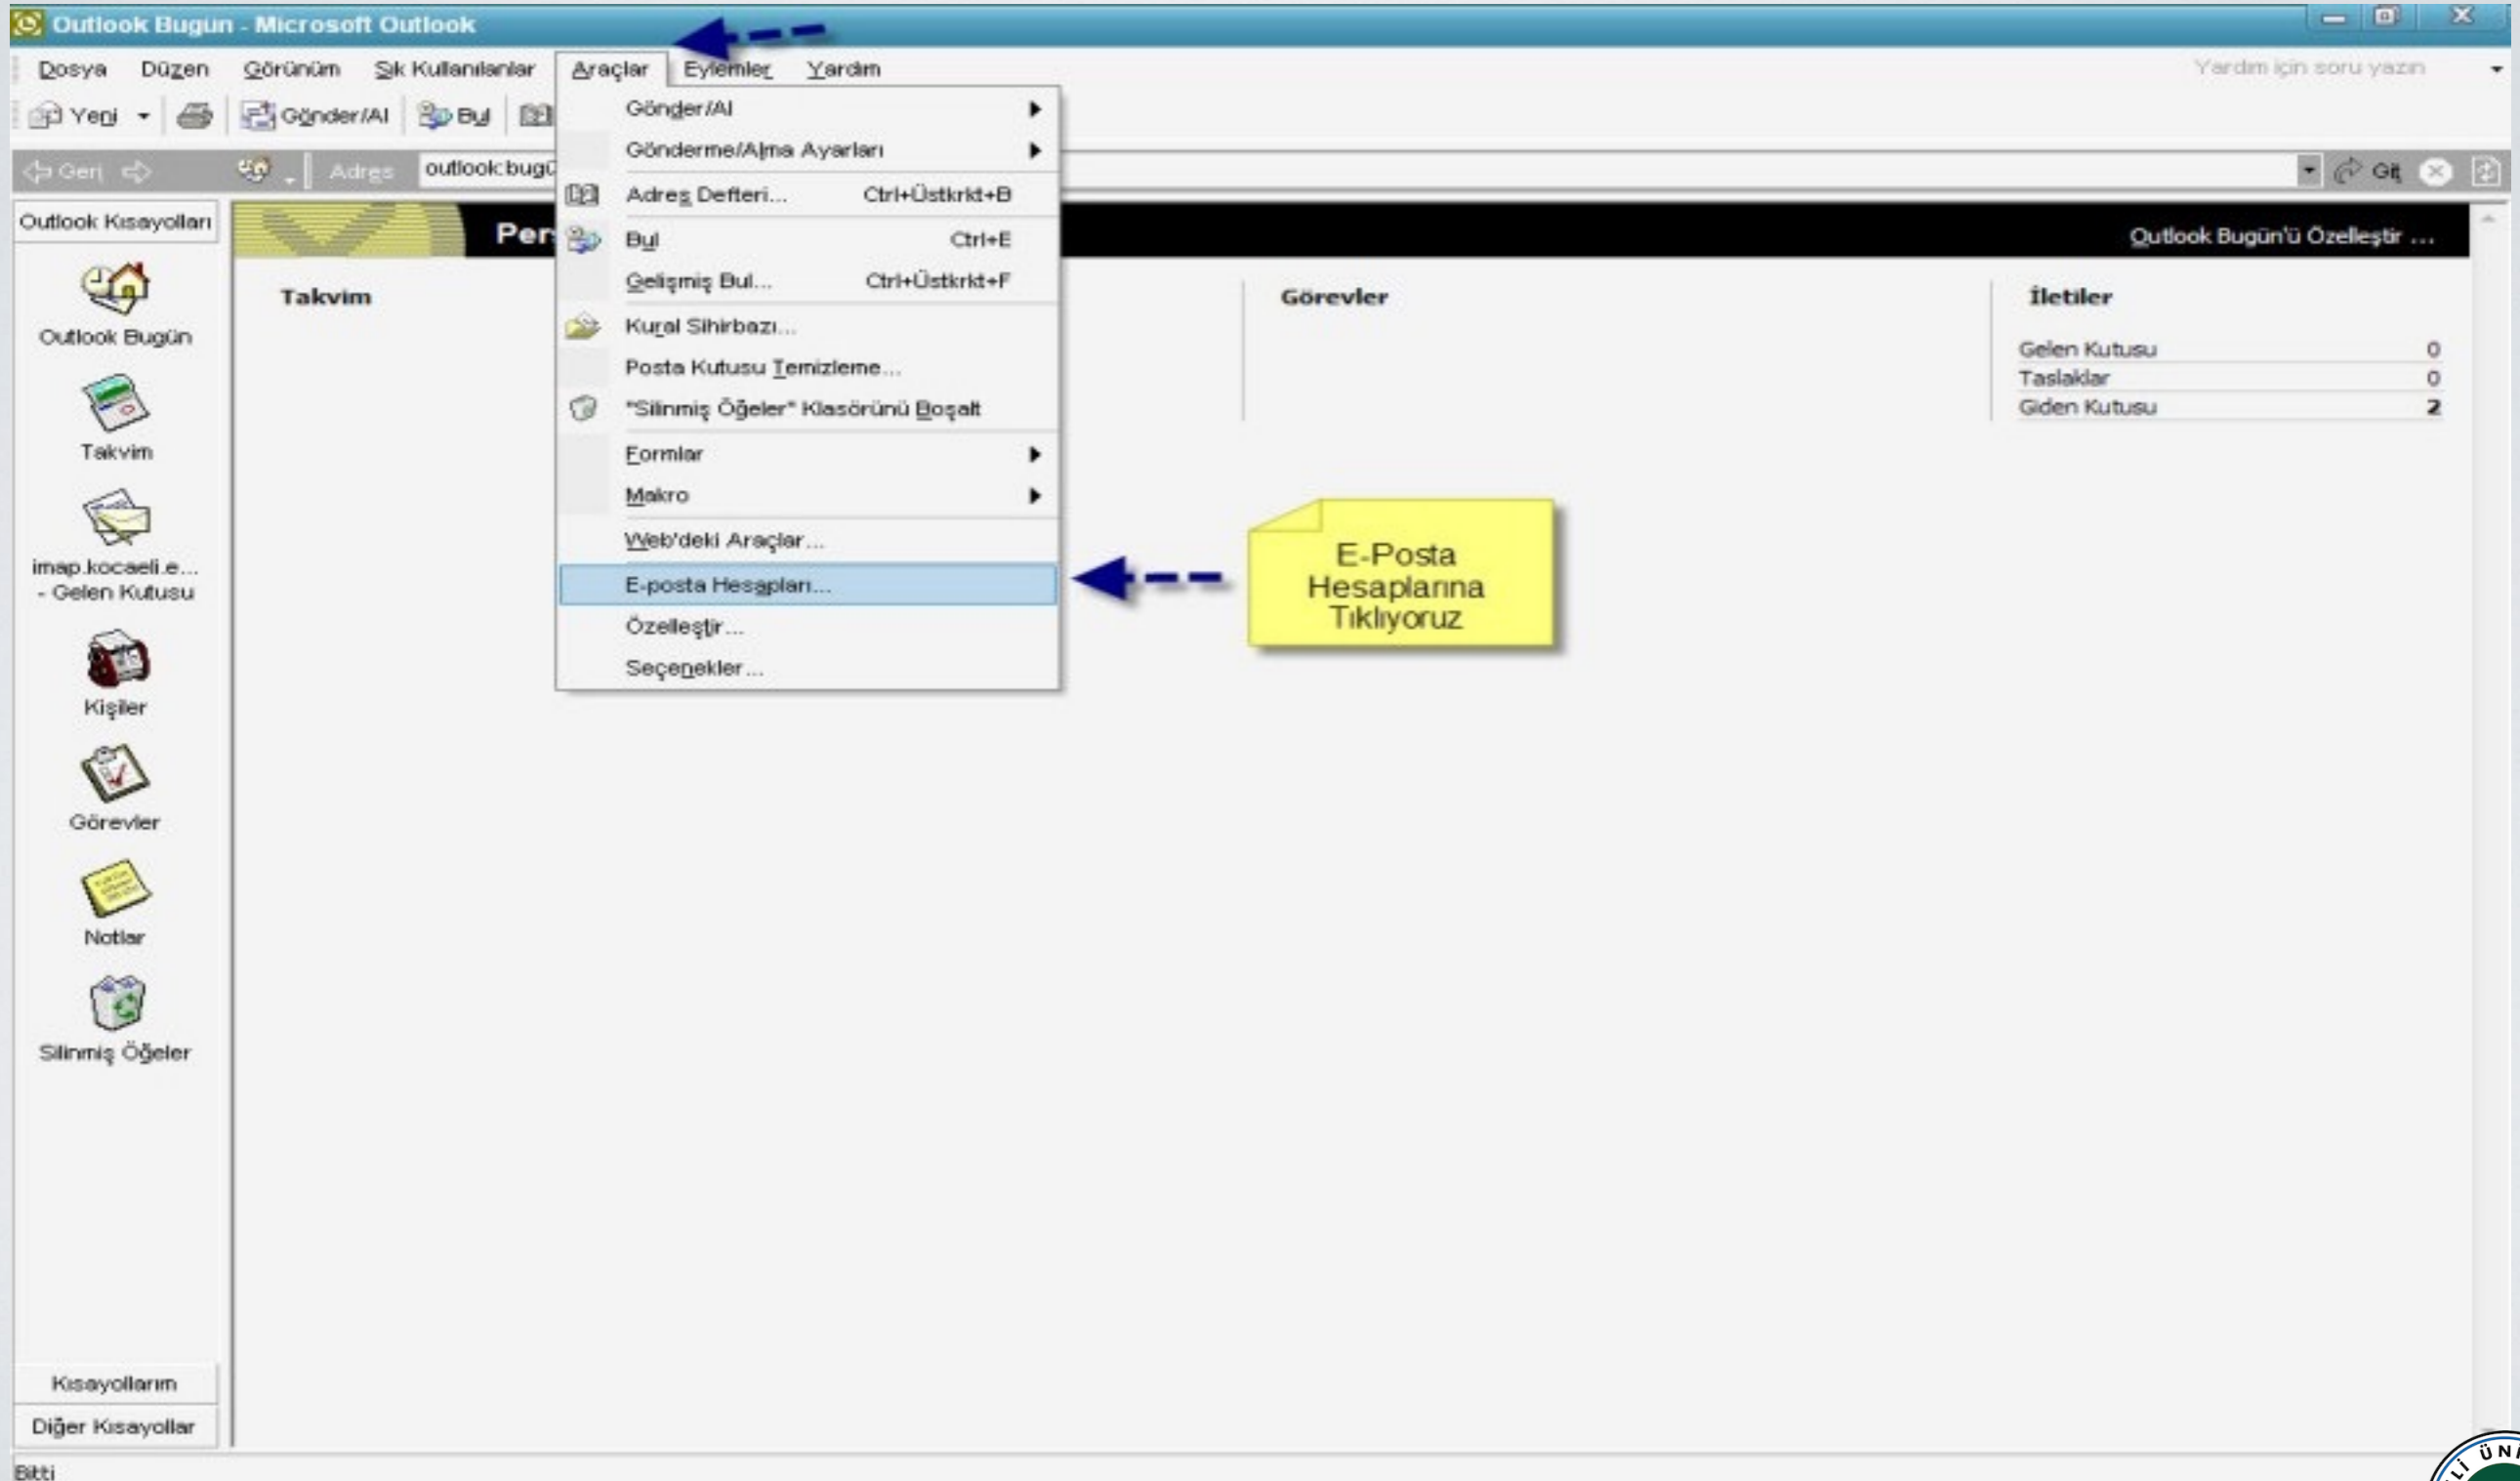 Outlook Bugün - Microsoft Outlook
Dosya Düzen Görünüm Sık Kullanılanlar Araçlar Eylemler Yardım Yardım için soru yazın
Yeni Gönder/Al Bul
Geri Adres outlook:bugü Git
Gönder/Al
Gönderme/Alma Ayarları
Adres Defteri... Ctrl+Üstkrkt+B
Bul Ctrl+E
Gelişmiş Bul... Ctrl+Üstkrkt+F
Kural Sihirbazı...
Posta Kutusu Temizleme...
"Silinmiş Öğeler" Klasörünü Boşalt
Formlar
Makro
Web'deki Araçlar...
E-posta Hesapları...
Özelleştir...
Seçenekler...
Outlook Kısayolları
Outlook Bugün
Takvim
imap.kocaeli.e...
- Gelen Kutusu
Kişiler
Görevler
Notlar
Silinmiş Öğeler
Kısayollarım
Diğer Kısayollar
Per
Outlook Bugün'ü Özelleştir ...
Takvim
Görevler
İletiler
Gelen Kutusu 0
Taslaklar 0
Giden Kutusu 2
E-Posta
Hesaplarına
Tıklıyoruz
Bitti